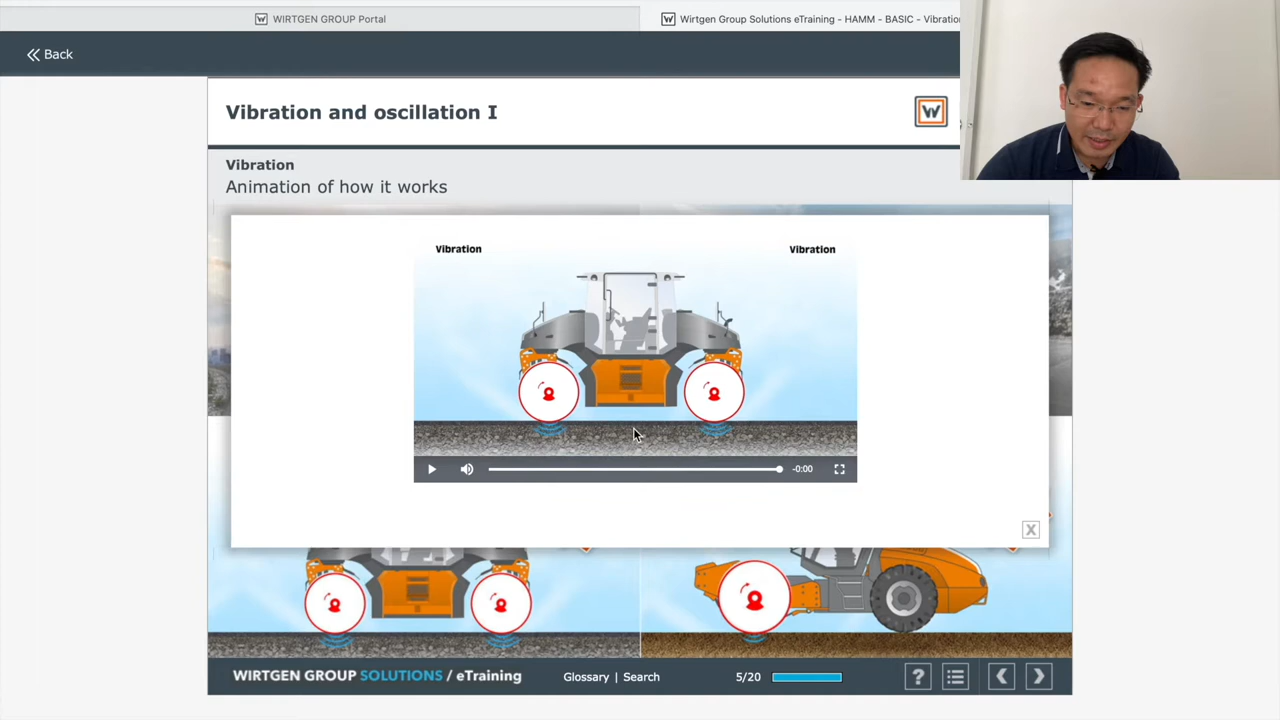 WIRTGEN GROUP Portal
Wirtgen Group Solutions eTraining - HAMM - BASIC - Vibratio
Back
Vibration and oscillation I
W
Vibration
Animation of how it works
Vibration
Vibration
-0:00
X
WIRTGEN GROUP SOLUTIONS / eTraining
Glossary | Search
5/20
?